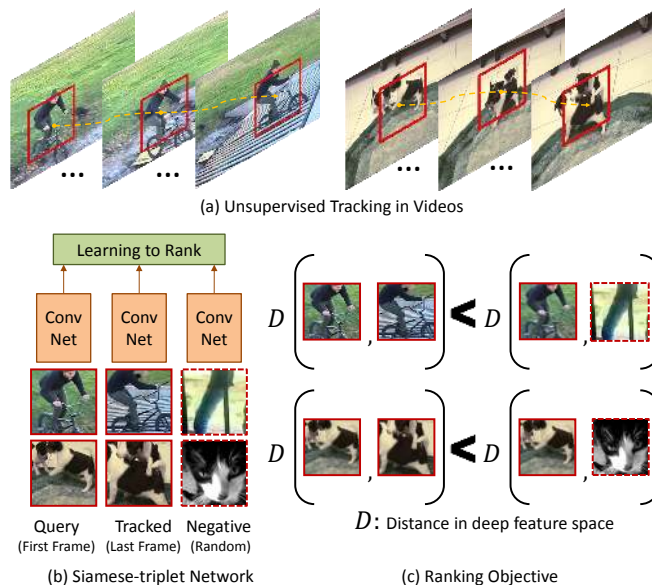 ... ... ... ...
(a) Unsupervised Tracking in Videos
Learning to Rank
Conv Net Conv Net Conv Net
Query (First Frame)
Tracked (Last Frame)
Negative (Random)
(b) Siamese-triplet Network
D ( , ) < D ( , )
D ( , ) < D ( , )
D: Distance in deep feature space
(c) Ranking Objective